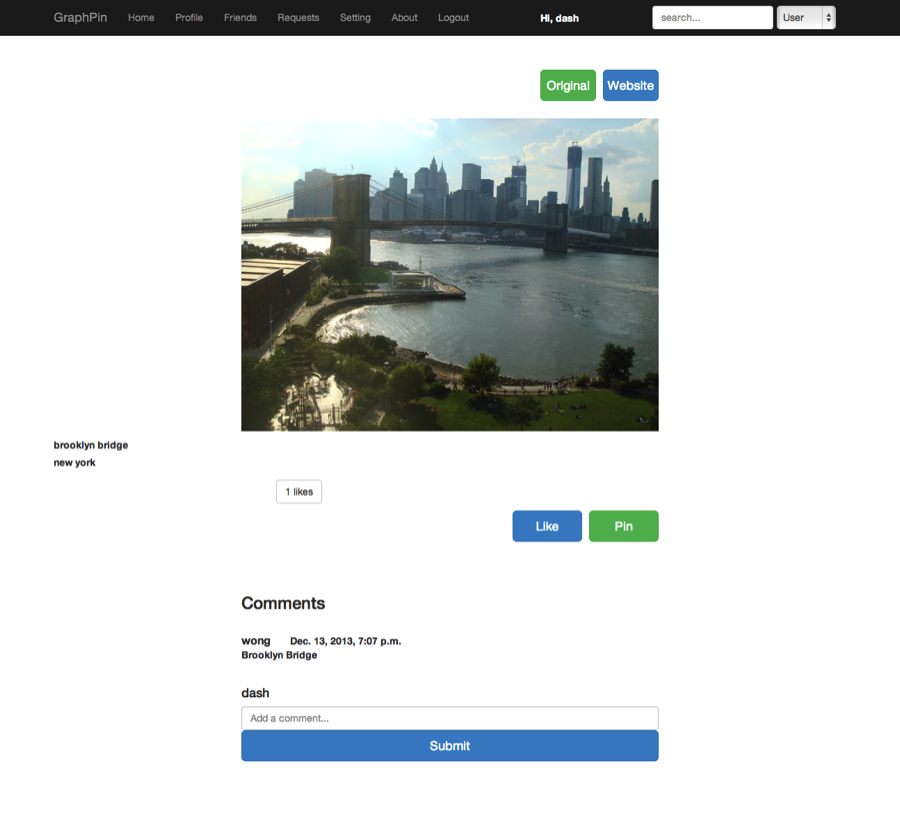 GraphPin Home Profile Friends Requests Setting About Logout Hi, dash search... User
Original Website
brooklyn bridge
new york
1 likes
Like Pin
Comments
wong Dec. 13, 2013, 7:07 p.m.
Brooklyn Bridge
dash
Add a comment...
Submit